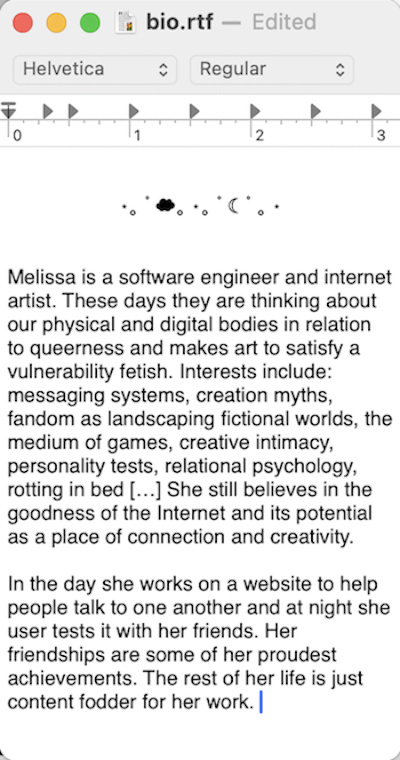 bio.rtf — Edited
Helvetica Regular
0 1 2 3
⋆｡˚☁︎｡⋆｡˚☾˚｡⋆
Melissa is a software engineer and internet
artist. These days they are thinking about
our physical and digital bodies in relation
to queerness and makes art to satisfy a
vulnerability fetish. Interests include:
messaging systems, creation myths,
fandom as landscaping fictional worlds, the
medium of games, creative intimacy,
personality tests, relational psychology,
rotting in bed […] She still believes in the
goodness of the Internet and its potential
as a place of connection and creativity.
In the day she works on a website to help
people talk to one another and at night she
user tests it with her friends. Her
friendships are some of her proudest
achievements. The rest of her life is just
content fodder for her work.